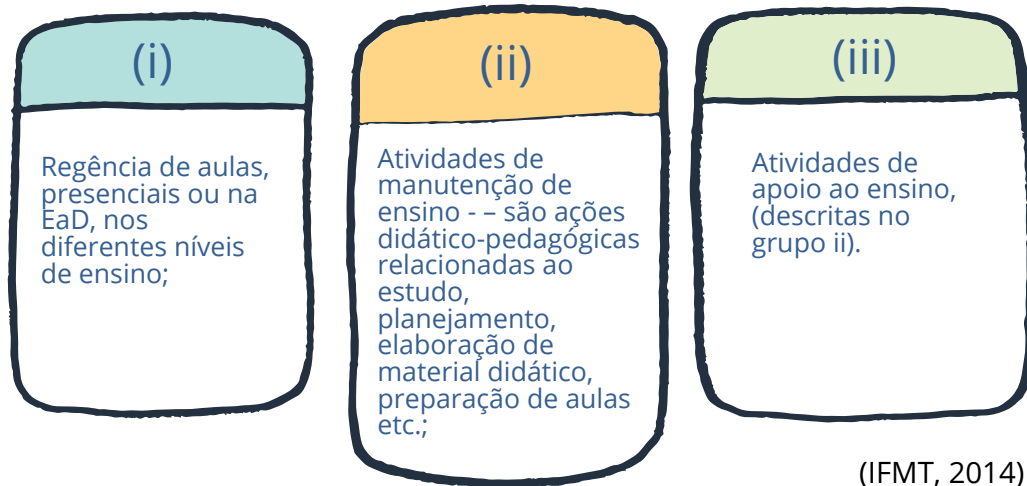 (i)
Regência de aulas,
presenciais ou na
EaD, nos
diferentes níveis
de ensino;
(ii)
Atividades de
manutenção de
ensino - – são ações
didático-pedagógicas
relacionadas ao
estudo,
planejamento,
elaboração de
material didático,
preparação de aulas
etc.;
(iii)
Atividades de
apoio ao ensino,
(descritas no
grupo ii).
(IFMT, 2014)